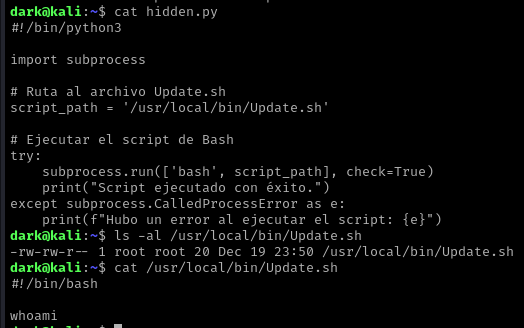 dark@kali:~$ cat hidden.py
#!/bin/python3

import subprocess

# Ruta al archivo Update.sh
script_path = '/usr/local/bin/Update.sh'

# Ejecutar el script de Bash
try:
    subprocess.run(['bash', script_path], check=True)
    print("Script ejecutado con éxito.")
except subprocess.CalledProcessError as e:
    print(f"Hubo un error al ejecutar el script: {e}")
dark@kali:~$ ls -al /usr/local/bin/Update.sh
-rw-rw-r-- 1 root root 20 Dec 19 23:50 /usr/local/bin/Update.sh
dark@kali:~$ cat /usr/local/bin/Update.sh
#!/bin/bash

whoami
dark@kali:~$